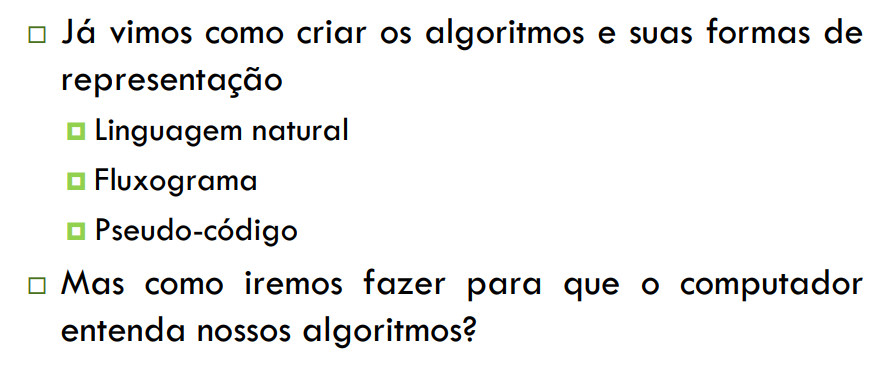 Já vimos como criar os algoritmos e suas formas de
representação
Linguagem natural
Fluxograma
Pseudo-código
Mas como iremos fazer para que o computador
entenda nossos algoritmos?